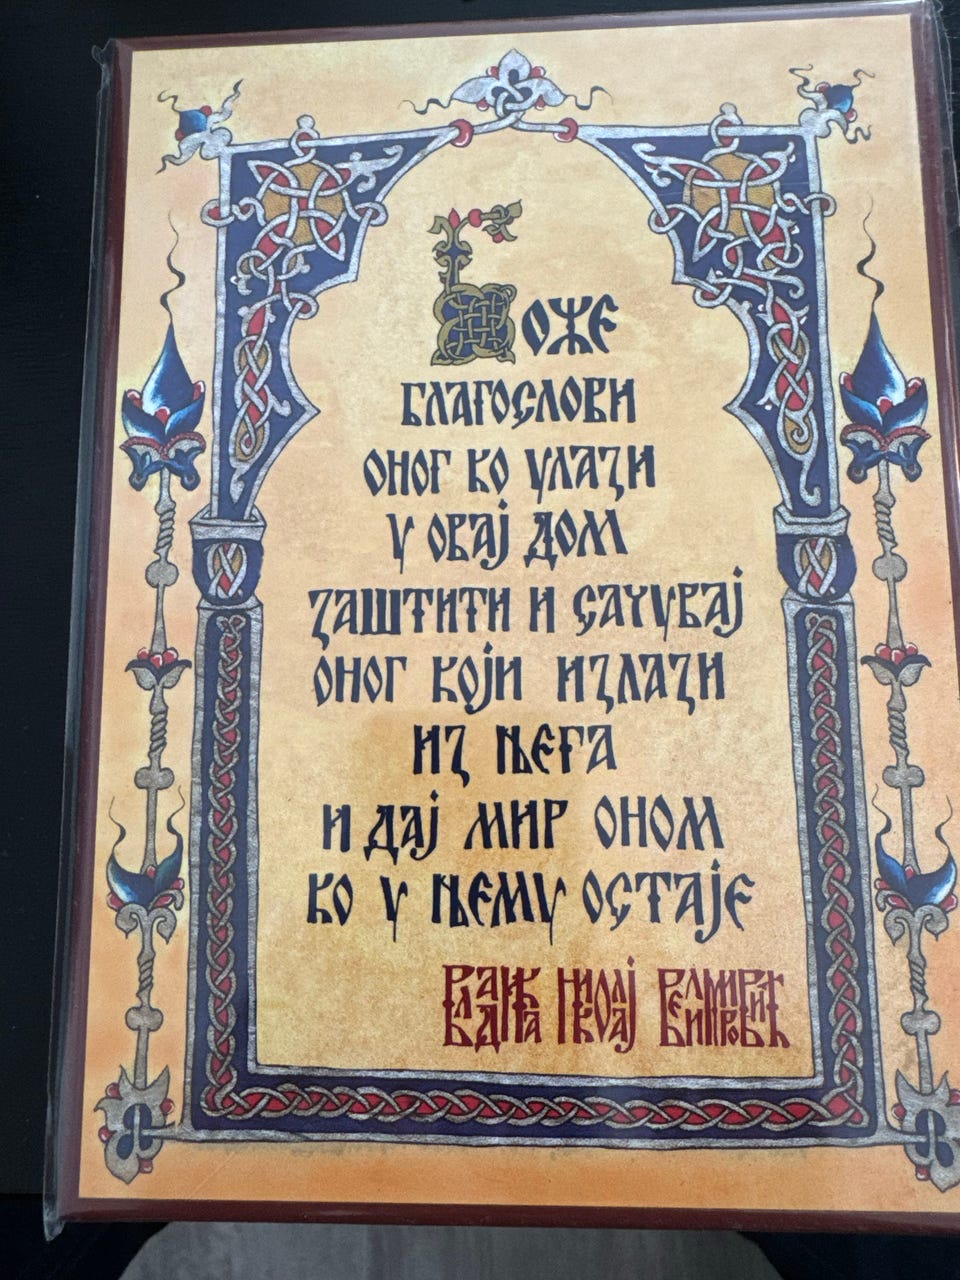 Боже
благослови
оног ко улази
у овај дом
заштити и сачувај
оног који излази
из њега
и дај мир оном
ко у њему остаје
Владика Николај Велимировић